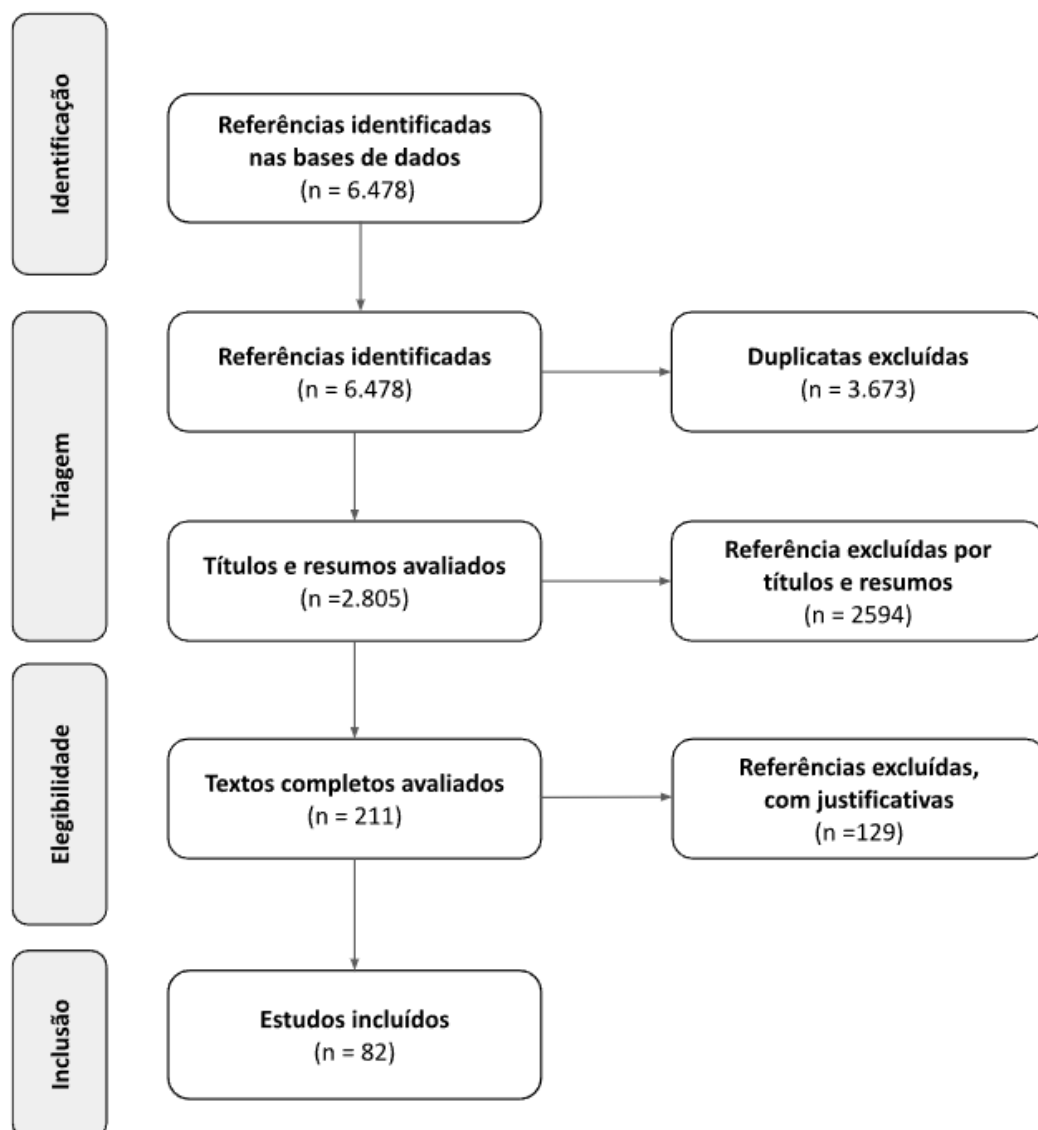 Identificação
Referências identificadas
nas bases de dados
(n = 6.478)
Triagem
Referências identificadas
(n = 6.478)
Duplicatas excluídas
(n = 3.673)
Títulos e resumos avaliados
(n =2.805)
Referência excluídas por
títulos e resumos
(n = 2594)
Elegibilidade
Textos completos avaliados
(n = 211)
Referências excluídas,
com justificativas
(n =129)
Inclusão
Estudos incluídos
(n = 82)